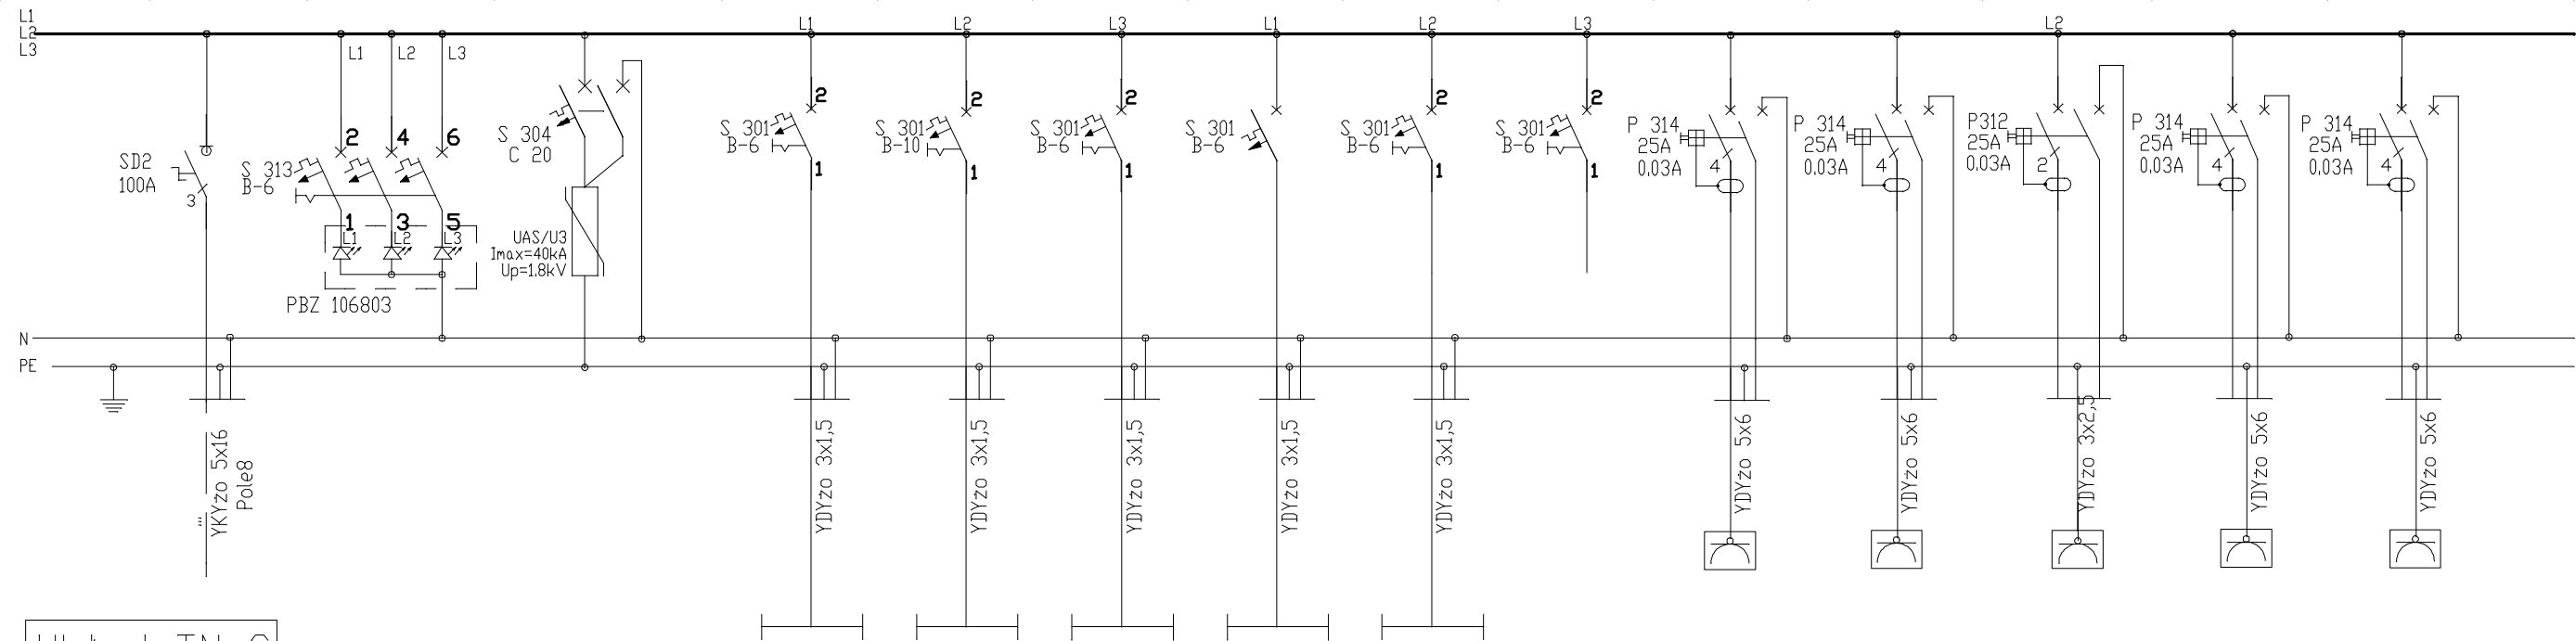 L1
L2
L3
L1
L2
L3
SD2
100A
3
S 313
B-6
2
4
6
1
3
5
L1
L2
L3
PBZ 106803
S 304
C 20
UAS/U3
Imax=40kA
Up=1.8kV
L1
S 301
B-6
2
1
L2
S 301
B-10
2
1
L3
S 301
B-6
2
1
L1
S 301
B-6
L2
S 301
B-6
2
1
L3
S 301
B-6
2
1
P 314
25A
0.03A
4
P 314
25A
0.03A
4
L2
P312
25A
0.03A
2
P 314
25A
0.03A
4
P 314
25A
0.03A
4
N
PE
YKYżo 5x16
Pole8
...
YDYżo 3x1,5
YDYżo 3x1,5
YDYżo 3x1,5
YDYżo 3x1,5
YDYżo 3x1,5
YDYżo 5x6
YDYżo 5x6
YDYżo 3x2,5
YDYżo 5x6
YDYżo 5x6